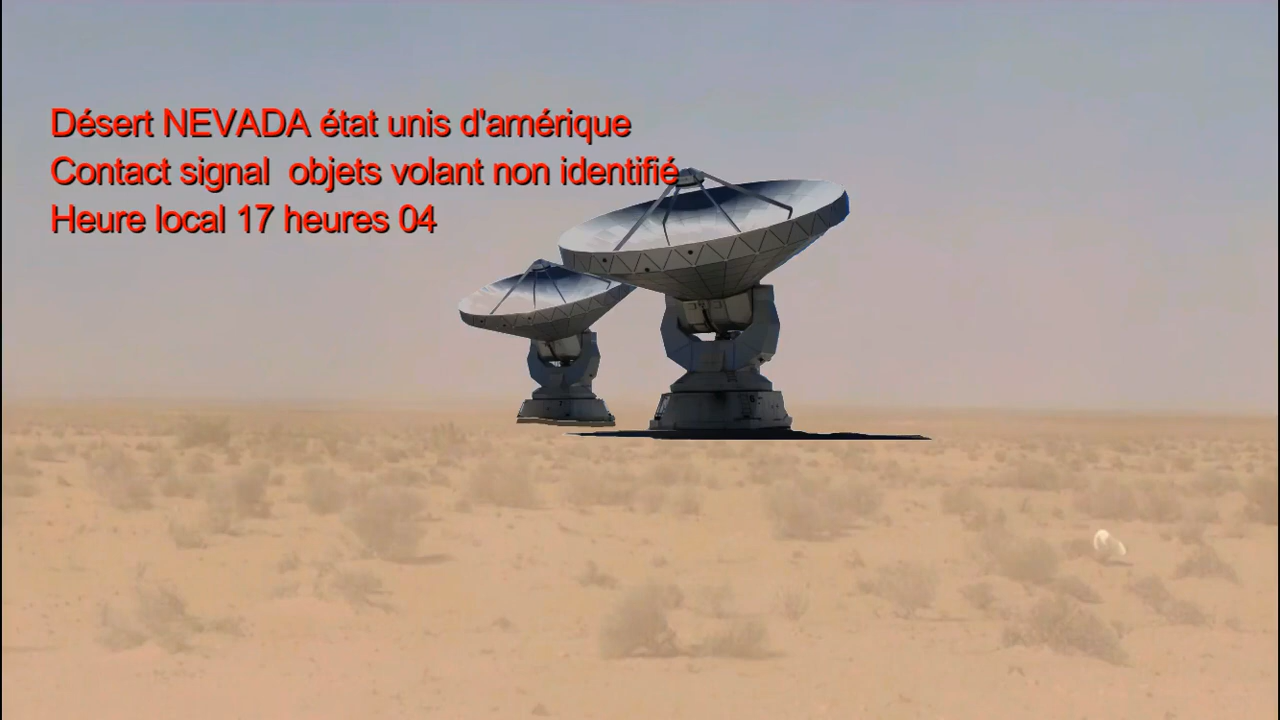 Désert NEVADA état unis d'amérique
Contact signal  objets volant non identifié
Heure local 17 heures 04